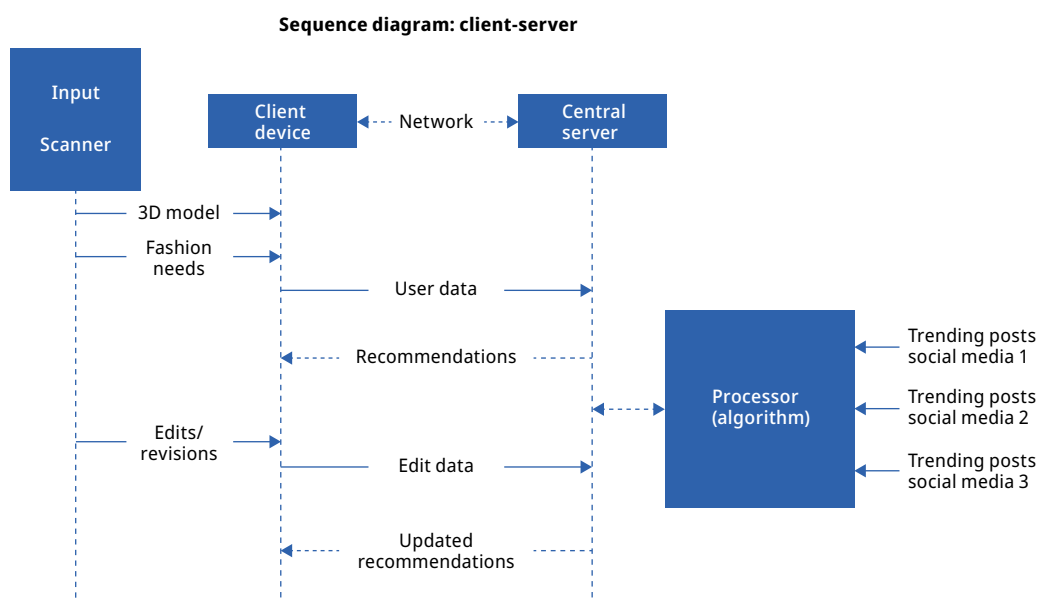 Sequence diagram: client-server
Input
Scanner
Client
device
Network
Central
server
3D model
Fashion
needs
User data
Recommendations
Edits/
revisions
Edit data
Updated
recommendations
Processor
(algorithm)
Trending posts
social media 1
Trending posts
social media 2
Trending posts
social media 3